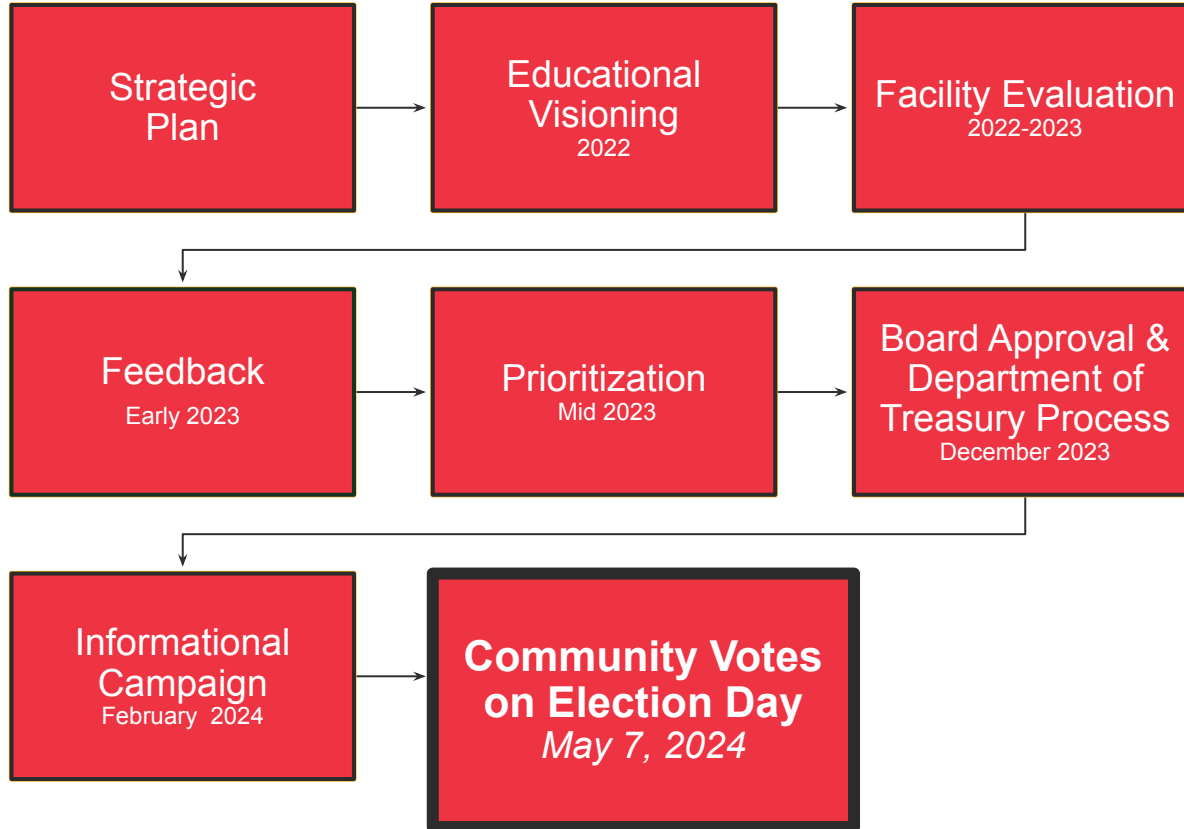 Strategic
Plan
Educational
Visioning
2022
Facility Evaluation
2022-2023
Feedback
Early 2023
Prioritization
Mid 2023
Board Approval &
Department of
Treasury Process
December 2023
Informational
Campaign
February 2024
Community Votes
on Election Day
May 7, 2024